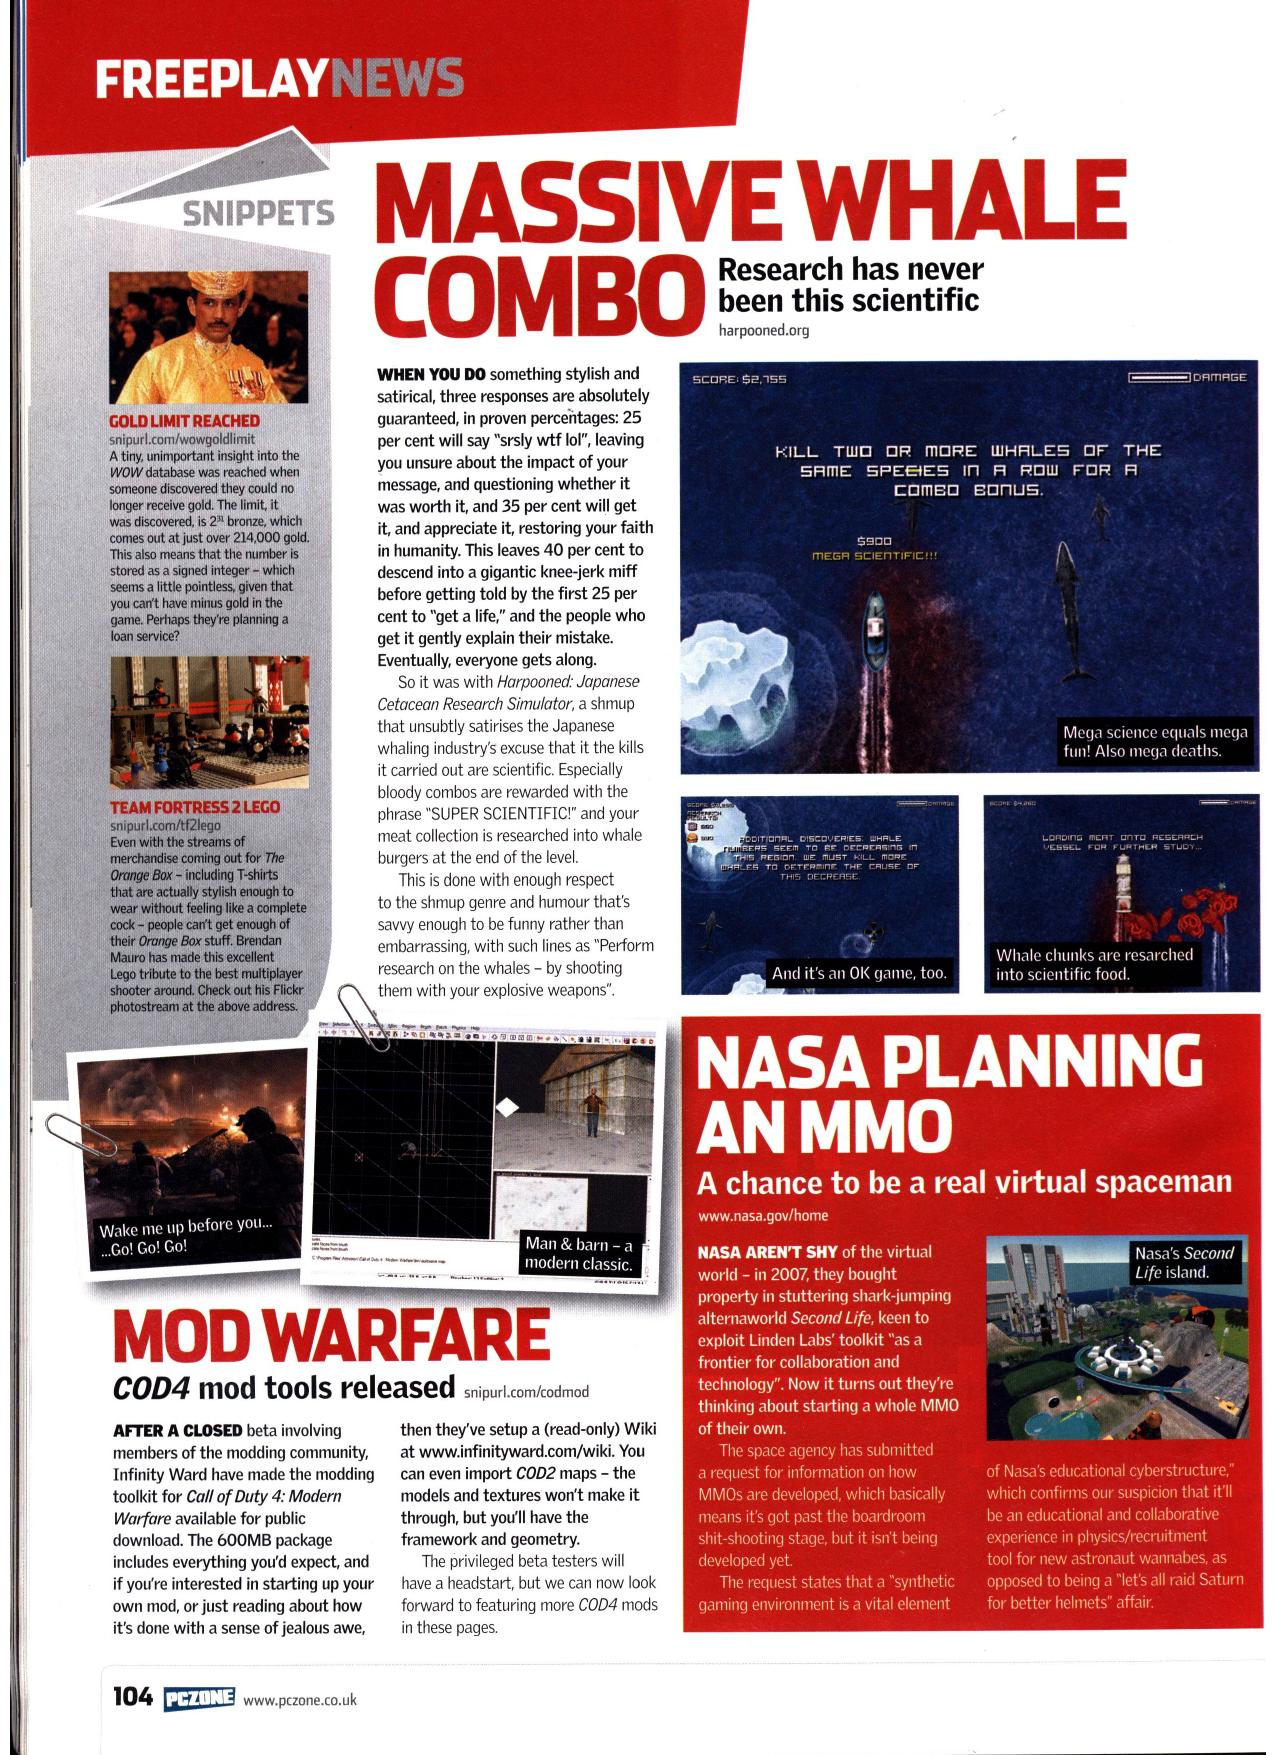 FREEPLAYNEWS
SNIPPETS
GOLD LIMIT REACHED
snipurl.com/wowgoldlimit
A tiny, unimportant insight into the
WOW database was reached when
someone discovered they could no
longer receive gold. The limit, it
was discovered, is 2³¹ bronze, which
comes out at just over 214,000 gold.
This also means that the number is
stored as a signed integer – which
seems a little pointless, given that
you can't have minus gold in the
game. Perhaps they're planning a
loan service?
TEAM FORTRESS 2 LEGO
snipurl.com/tf2lego
Even with the streams of
merchandise coming out for The
Orange Box – including T-shirts
that are actually stylish enough to
wear without feeling like a complete
cock – people can't get enough of
their Orange Box stuff. Brendan
Mauro has made this excellent
Lego tribute to the best multiplayer
shooter around. Check out his Flickr
photostream at the above address.
MASSIVE WHALE
COMBO
Research has never
been this scientific
harpooned.org
WHEN YOU DO something stylish and
satirical, three responses are absolutely
guaranteed, in proven percentages: 25
per cent will say "srsly wtf lol", leaving
you unsure about the impact of your
message, and questioning whether it
was worth it, and 35 per cent will get
it, and appreciate it, restoring your faith
in humanity. This leaves 40 per cent to
descend into a gigantic knee-jerk miff
before getting told by the first 25 per
cent to "get a life," and the people who
get it gently explain their mistake.
Eventually, everyone gets along.
So it was with Harpooned: Japanese
Cetacean Research Simulator, a shmup
that unsubtly satirises the Japanese
whaling industry's excuse that it the kills
it carried out are scientific. Especially
bloody combos are rewarded with the
phrase "SUPER SCIENTIFIC!" and your
meat collection is researched into whale
burgers at the end of the level.
This is done with enough respect
to the shmup genre and humour that's
savvy enough to be funny rather than
embarrassing, with such lines as "Perform
research on the whales – by shooting
them with your explosive weapons".
SCORE: $2,755
DAMAGE
KILL TWO OR MORE WHALES OF THE
SAME SPECIES IN A ROW FOR A
COMBO BONUS.
$900
MEGA SCIENTIFIC!!!
Mega science equals mega
fun! Also mega deaths.
DAMAGE
ADDITIONAL DISCOVERIES: WHALE
NUMBERS SEEM TO BE DECREASING IN
THIS REGION. WE MUST KILL MORE
WHALES TO DETERMINE THE CAUSE OF
THIS DECREASE.
And it's an OK game, too.
DAMAGE
LOADING MEAT ONTO RESEARCH
VESSEL FOR FURTHER STUDY...
Whale chunks are resarched
into scientific food.
Wake me up before you...
...Go! Go! Go!
Man & barn – a
modern classic.
MOD WARFARE
COD4 mod tools released snipurl.com/codmod
AFTER A CLOSED beta involving
members of the modding community,
Infinity Ward have made the modding
toolkit for Call of Duty 4: Modern
Warfare available for public
download. The 600MB package
includes everything you'd expect, and
if you're interested in starting up your
own mod, or just reading about how
it's done with a sense of jealous awe,
then they've setup a (read-only) Wiki
at www.infinityward.com/wiki. You
can even import COD2 maps – the
models and textures won't make it
through, but you'll have the
framework and geometry.
The privileged beta testers will
have a headstart, but we can now look
forward to featuring more COD4 mods
in these pages.
NASA PLANNING
AN MMO
A chance to be a real virtual spaceman
www.nasa.gov/home
NASA AREN'T SHY of the virtual
world – in 2007, they bought
property in stuttering shark-jumping
alternaworld Second Life, keen to
exploit Linden Labs' toolkit "as a
frontier for collaboration and
technology". Now it turns out they're
thinking about starting a whole MMO
of their own.
The space agency has submitted
a request for information on how
MMOs are developed, which basically
means it's got past the boardroom
shit-shooting stage, but it isn't being
developed yet.
The request states that a "synthetic
gaming environment is a vital element
Nasa's Second
Life island.
of Nasa's educational cyberstructure,"
which confirms our suspicion that it'll
be an educational and collaborative
experience in physics/recruitment
tool for new astronaut wannabes, as
opposed to being a "let's all raid Saturn
for better helmets" affair.
104 PCZONE www.pczone.co.uk